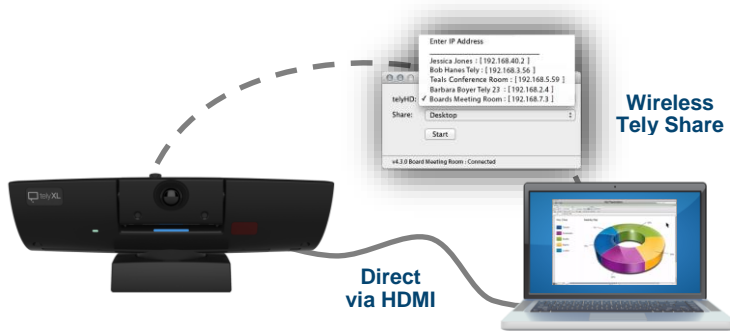 Enter IP Address
Jessica Jones : [192.168.40.2 ]
Bob Hanes Tely : [192.168.3.56 ]
Teals Conference Room : [192.168.5.59 ]
Barbara Boyer Tely 23 : [192.168.2.4 ]
telyHD: ✓ Boards Meeting Room : [192.168.7.3 ]
Share: Desktop
Start
v4.3.0 Board Meeting Room : Connected
Wireless
Tely Share
tely XL
Direct
via HDMI